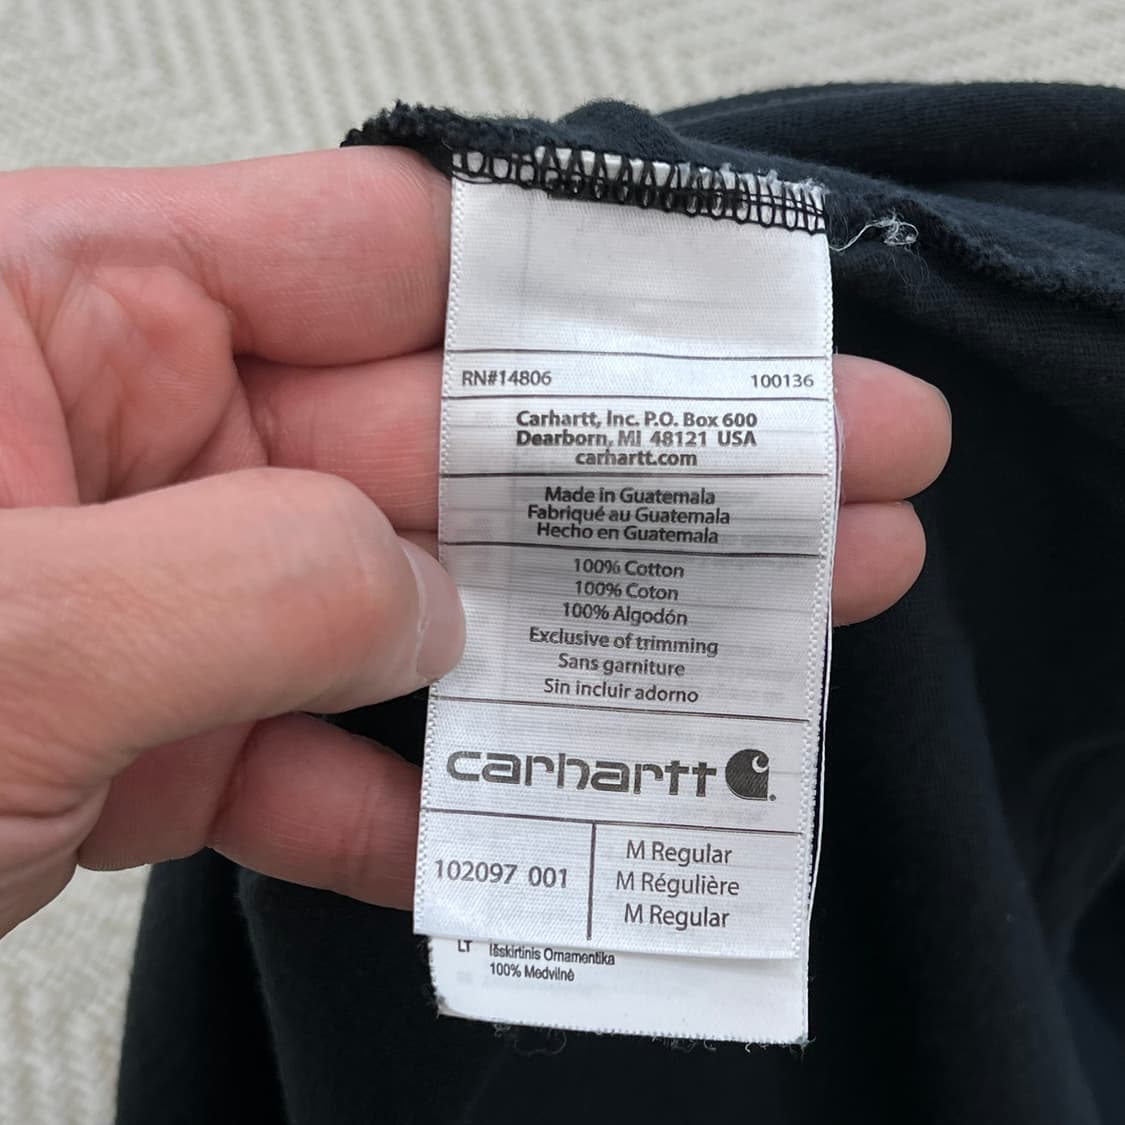 RN#14806 100136
Carhartt, Inc. P.O. Box 600
Dearborn, MI 48121 USA
carhartt.com
Made in Guatemala
Fabriqué au Guatemala
Hecho en Guatemala
100% Cotton
100% Coton
100% Algodón
Exclusive of trimming
Sans garniture
Sin incluir adorno
carhartt
102097 001
M Regular
M Régulière
M Regular
LT Išskirtinis Ornamentika
100% Medvilnė